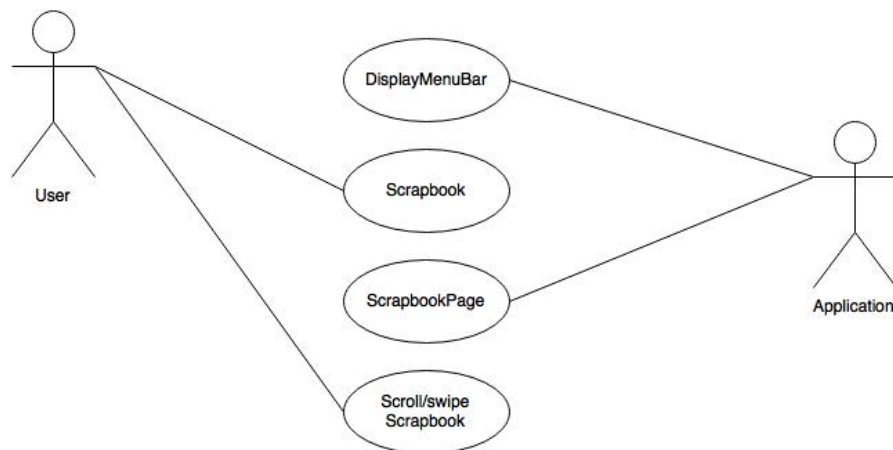 DisplayMenuBar
Scrapbook
User
ScrapbookPage
Application
Scroll/swipe
Scrapbook